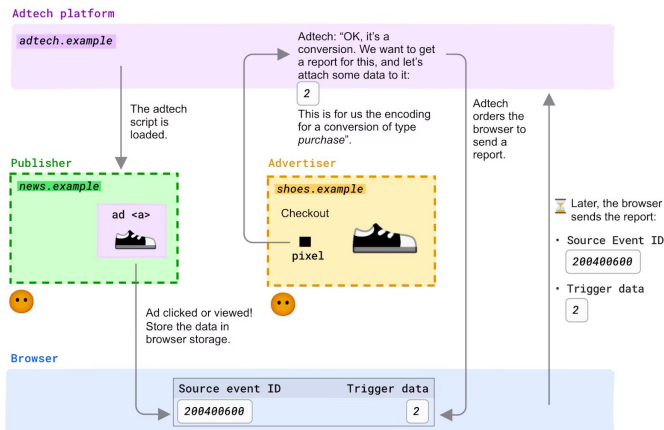 Adtech platform
adtech.example
Adtech: “OK, it’s a
conversion. We want to get
a report for this, and let’s
attach some data to it:
2
This is for us the encoding
for a conversion of type
purchase”.
The adtech
script is
loaded.
Adtech
orders the
browser to
send a
report.
Publisher
news.example
ad <a>
Advertiser
shoes.example
Checkout
pixel
Later, the browser
sends the report:
• Source Event ID
200400600
• Trigger data
2
Ad clicked or viewed!
Store the data in
browser storage.
Browser
Source event ID Trigger data
200400600 2